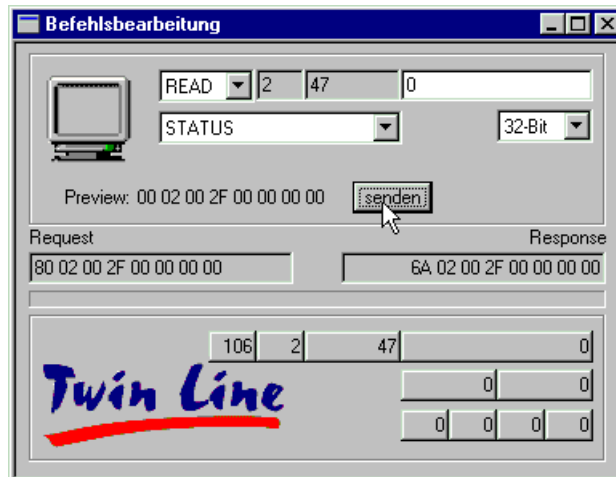 Befehlsbearbeitung
READ 2 47 0
STATUS 32-Bit
Preview: 00 02 00 2F 00 00 00 00 senden
Request Response
80 02 00 2F 00 00 00 00 6A 02 00 2F 00 00 00 00
106 2 47 0
0 0
0 0 0 0
Twin Line